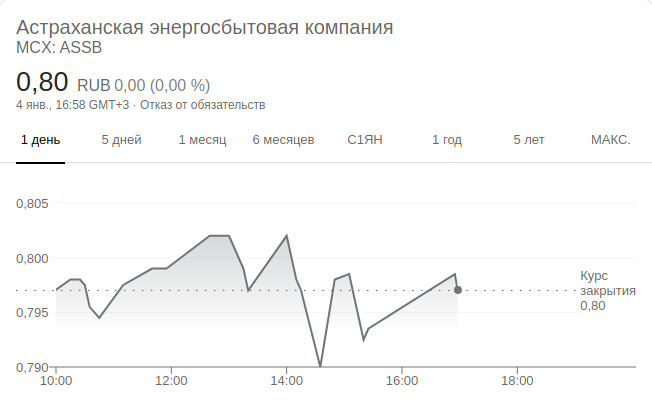 Астраханская энергосбытовая компания
MCX: ASSB
0,80 RUB 0,00 (0,00 %)
4 янв., 16:58 GMT+3 · Отказ от обязательств
1 день 5 дней 1 месяц 6 месяцев С1ЯН 1 год 5 лет МАКС.
0,805
0,800
Курс
закрытия
0,80
0,795
0,790
10:00 12:00 14:00 16:00 18:00